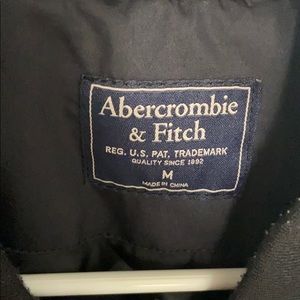 Abercrombie
& Fitch
REG. U.S. PAT. TRADEMARK
QUALITY SINCE 1892
M
MADE IN CHINA